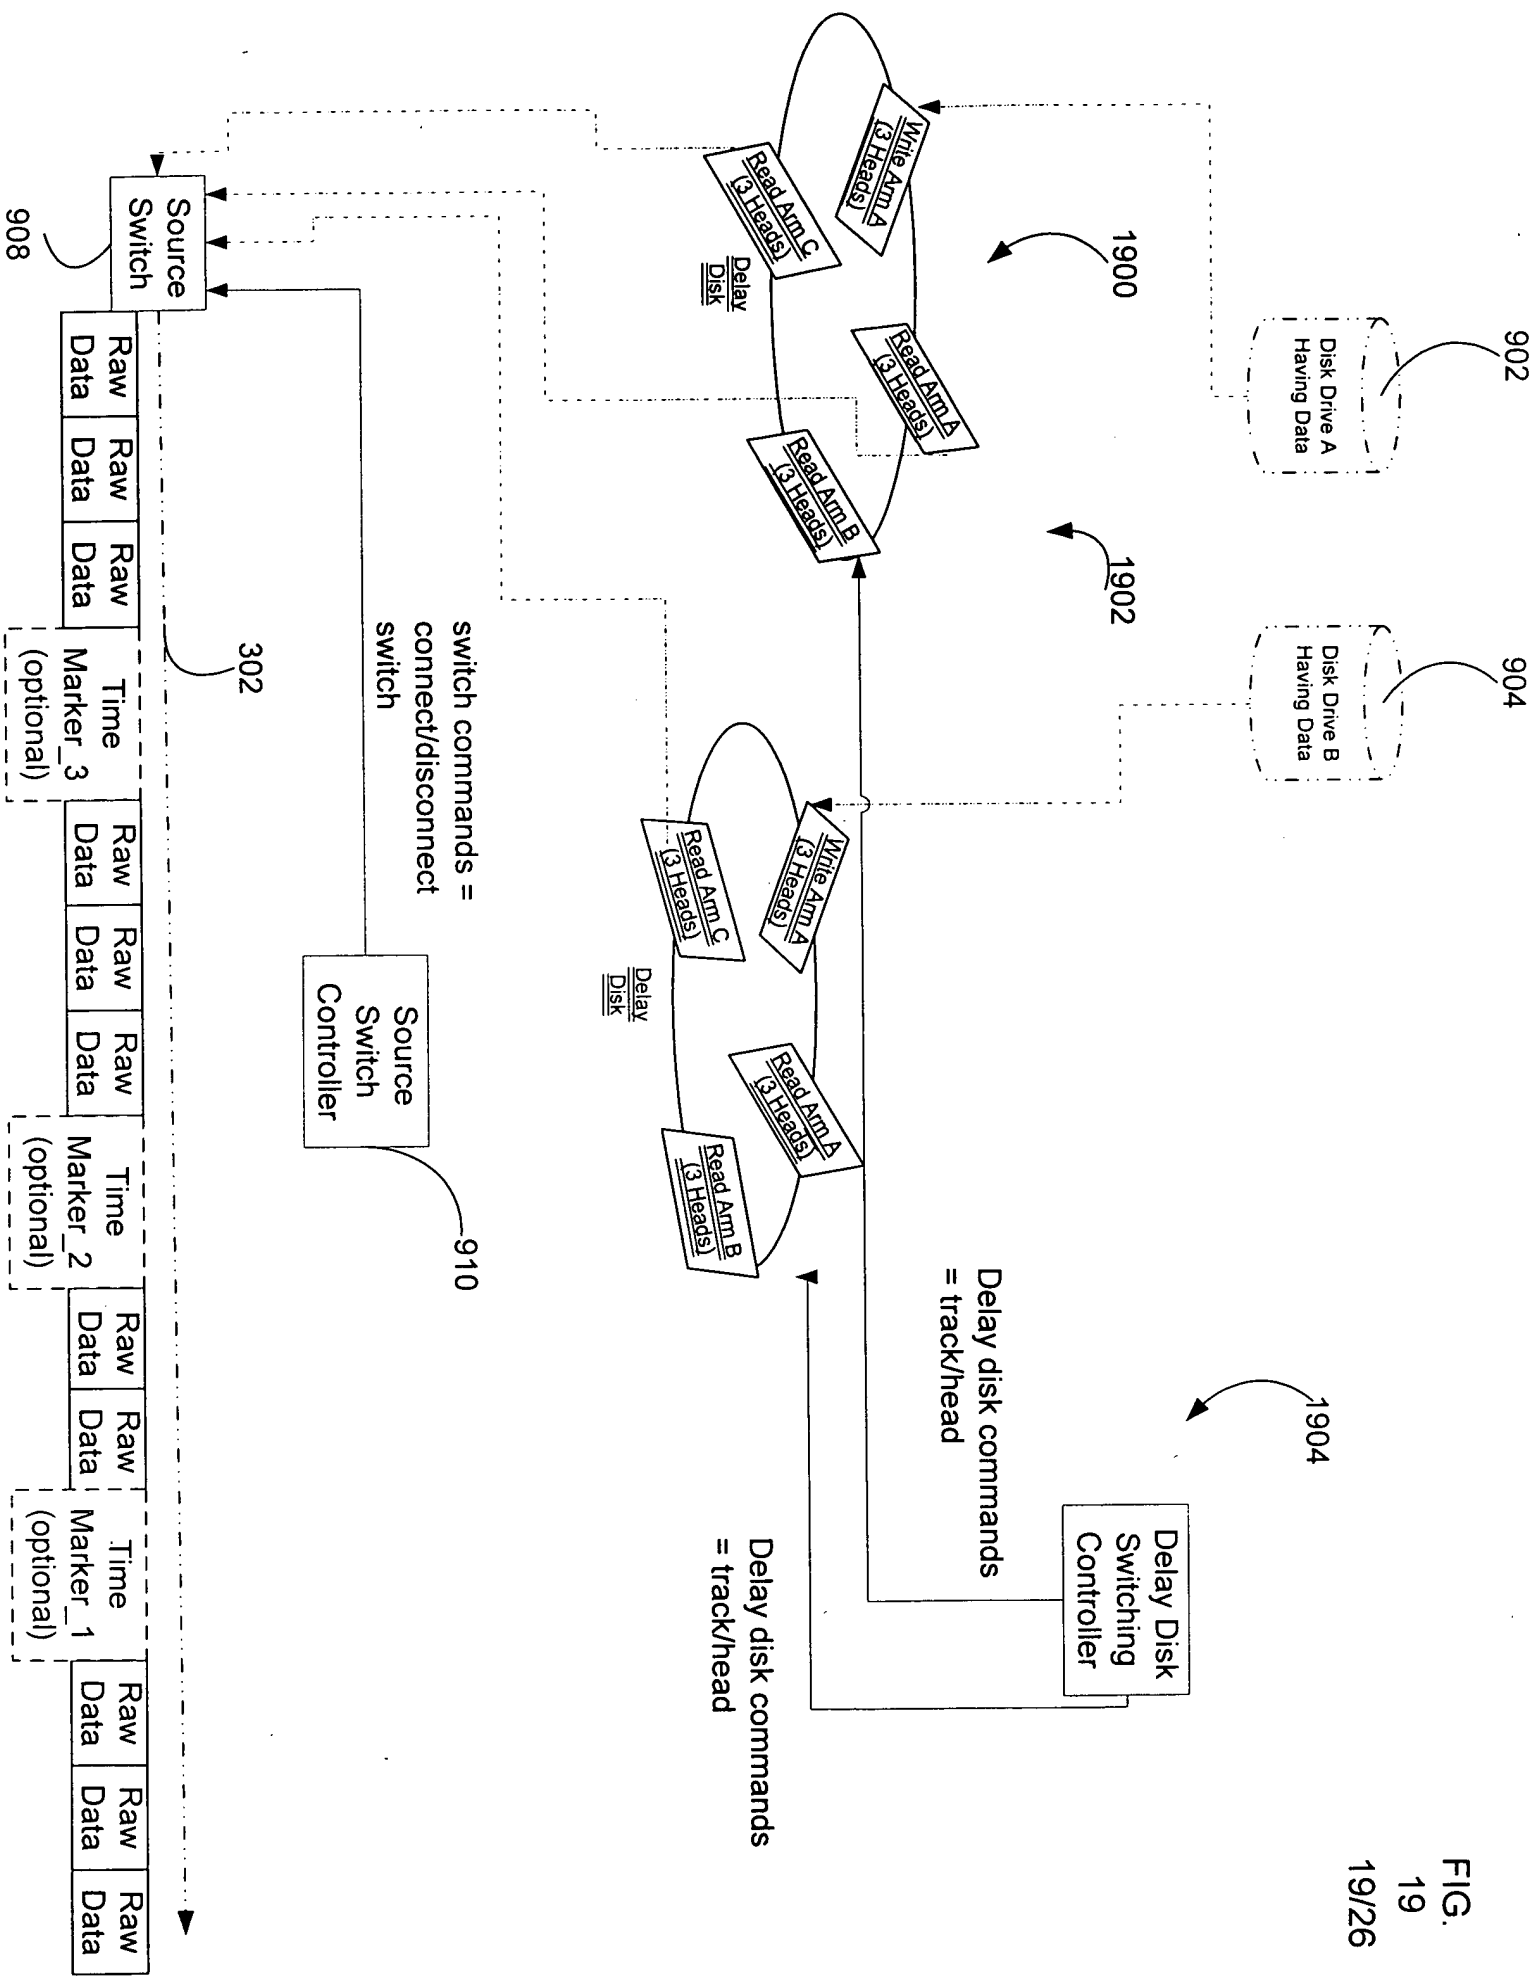 FIG.
19
19/26
902
Disk Drive A
Having Data
904
Disk Drive B
Having Data
1904
Delay Disk
Switching
Controller
1900
1902
Write Arm A
(3 Heads)
Read Arm A
(3 Heads)
Read Arm C
(3 Heads)
Read Arm B
(3 Heads)
Delay
Disk
Delay disk commands
= track/head
Write Arm A
(3 Heads)
Read Arm A
(3 Heads)
Read Arm C
(3 Heads)
Read Arm B
(3 Heads)
Delay
Disk
Delay disk commands
= track/head
switch commands =
connect/disconnect
switch
Source
Switch
Controller
910
302
Source
Switch
908
Raw
Data
Raw
Data
Raw
Data
Time
Marker_3
(optional)
Raw
Data
Raw
Data
Raw
Data
Time
Marker_2
(optional)
Raw
Data
Raw
Data
Time
Marker_1
(optional)
Raw
Data
Raw
Data
Raw
Data